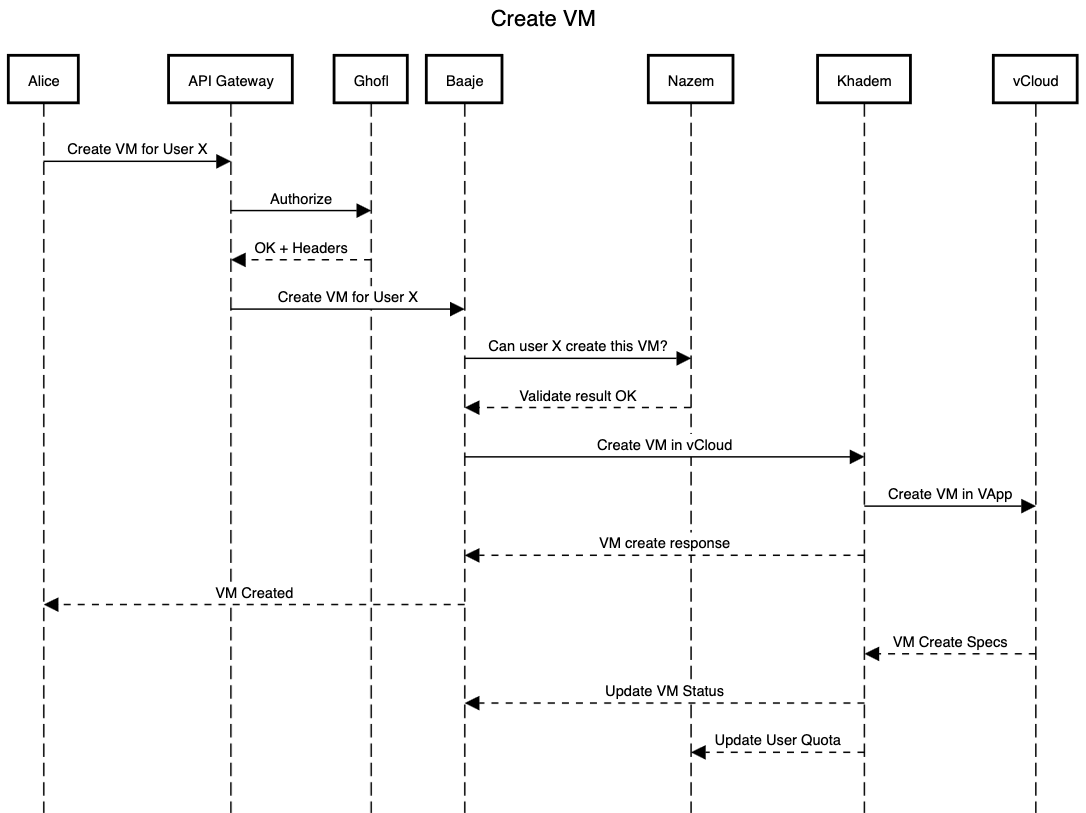 Create VM
Alice
API Gateway
Ghofl
Baaje
Nazem
Khadem
vCloud
Create VM for User X
Authorize
OK + Headers
Create VM for User X
Can user X create this VM?
Validate result OK
Create VM in vCloud
Create VM in VApp
VM create response
VM Created
VM Create Specs
Update VM Status
Update User Quota